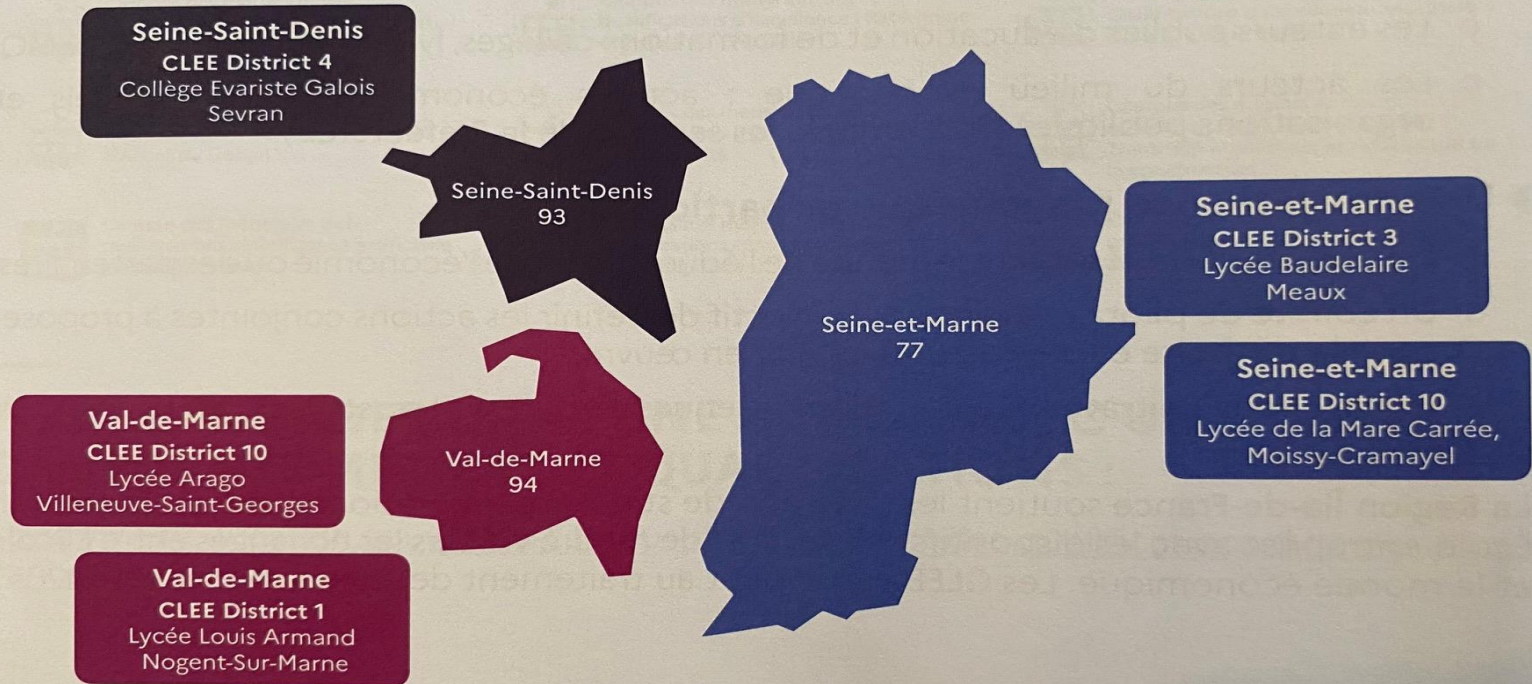 Seine-Saint-Denis
CLEE District 4
Collège Evariste Galois
Sevran
Seine-Saint-Denis
93
Seine-et-Marne
77
Seine-et-Marne
CLEE District 3
Lycée Baudelaire
Meaux
Seine-et-Marne
CLEE District 10
Lycée de la Mare Carrée,
Moissy-Cramayel
Val-de-Marne
CLEE District 10
Lycée Arago
Villeneuve-Saint-Georges
Val-de-Marne
94
Val-de-Marne
CLEE District 1
Lycée Louis Armand
Nogent-Sur-Marne